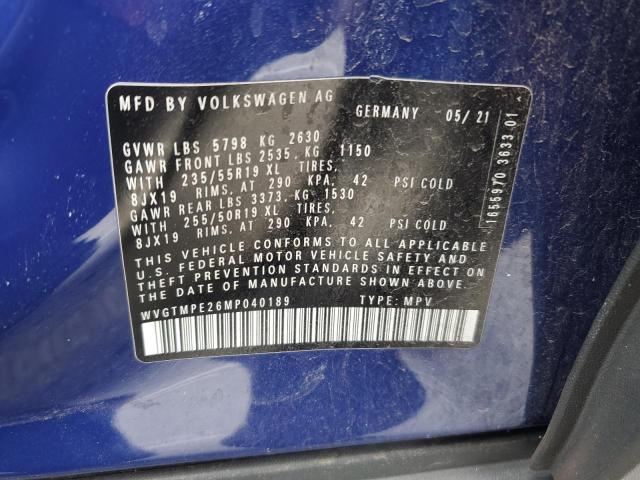 MFD BY VOLKSWAGEN AG
GERMANY 05/21
GVWR LBS 5798 KG 2630
GAWR FRONT LBS 2535. KG 1150
WITH 235/55R19 XL TIRES,
8JX19 RIMS, AT 290 KPA, 42 PSI COLD
GAWR REAR LBS 3373. KG 1530
WITH 255/50R19 XL TIRES,
8JX19 RIMS, AT 290 KPA, 42 PSI COLD
THIS VEHICLE CONFORMS TO ALL APPLICABLE
U.S. FEDERAL MOTOR VEHICLE SAFETY AND
THEFT PREVENTION STANDARDS IN EFFECT ON
THE DATE OF MANUFACTURE SHOWN ABOVE.
WVGTMPE26MP040189 TYPE: MPV
1655970 3633 01